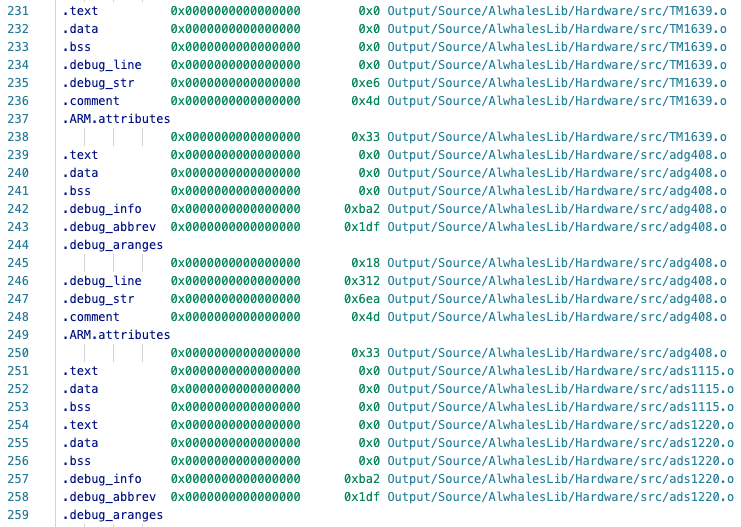 231 .text 0x0000000000000000 0x0 Output/Source/AlwhalesLib/Hardware/src/TM1639.o
232 .data 0x0000000000000000 0x0 Output/Source/AlwhalesLib/Hardware/src/TM1639.o
233 .bss 0x0000000000000000 0x0 Output/Source/AlwhalesLib/Hardware/src/TM1639.o
234 .debug_line 0x0000000000000000 0x0 Output/Source/AlwhalesLib/Hardware/src/TM1639.o
235 .debug_str 0x0000000000000000 0xe6 Output/Source/AlwhalesLib/Hardware/src/TM1639.o
236 .comment 0x0000000000000000 0x4d Output/Source/AlwhalesLib/Hardware/src/TM1639.o
237 .ARM.attributes
238 0x0000000000000000 0x33 Output/Source/AlwhalesLib/Hardware/src/TM1639.o
239 .text 0x0000000000000000 0x0 Output/Source/AlwhalesLib/Hardware/src/adg408.o
240 .data 0x0000000000000000 0x0 Output/Source/AlwhalesLib/Hardware/src/adg408.o
241 .bss 0x0000000000000000 0x0 Output/Source/AlwhalesLib/Hardware/src/adg408.o
242 .debug_info 0x0000000000000000 0xba2 Output/Source/AlwhalesLib/Hardware/src/adg408.o
243 .debug_abbrev 0x0000000000000000 0x1df Output/Source/AlwhalesLib/Hardware/src/adg408.o
244 .debug_aranges
245 0x0000000000000000 0x18 Output/Source/AlwhalesLib/Hardware/src/adg408.o
246 .debug_line 0x0000000000000000 0x312 Output/Source/AlwhalesLib/Hardware/src/adg408.o
247 .debug_str 0x0000000000000000 0x6ea Output/Source/AlwhalesLib/Hardware/src/adg408.o
248 .comment 0x0000000000000000 0x4d Output/Source/AlwhalesLib/Hardware/src/adg408.o
249 .ARM.attributes
250 0x0000000000000000 0x33 Output/Source/AlwhalesLib/Hardware/src/adg408.o
251 .text 0x0000000000000000 0x0 Output/Source/AlwhalesLib/Hardware/src/ads1115.o
252 .data 0x0000000000000000 0x0 Output/Source/AlwhalesLib/Hardware/src/ads1115.o
253 .bss 0x0000000000000000 0x0 Output/Source/AlwhalesLib/Hardware/src/ads1115.o
254 .text 0x0000000000000000 0x0 Output/Source/AlwhalesLib/Hardware/src/ads1220.o
255 .data 0x0000000000000000 0x0 Output/Source/AlwhalesLib/Hardware/src/ads1220.o
256 .bss 0x0000000000000000 0x0 Output/Source/AlwhalesLib/Hardware/src/ads1220.o
257 .debug_info 0x0000000000000000 0xba2 Output/Source/AlwhalesLib/Hardware/src/ads1220.o
258 .debug_abbrev 0x0000000000000000 0x1df Output/Source/AlwhalesLib/Hardware/src/ads1220.o
259 .debug_aranges